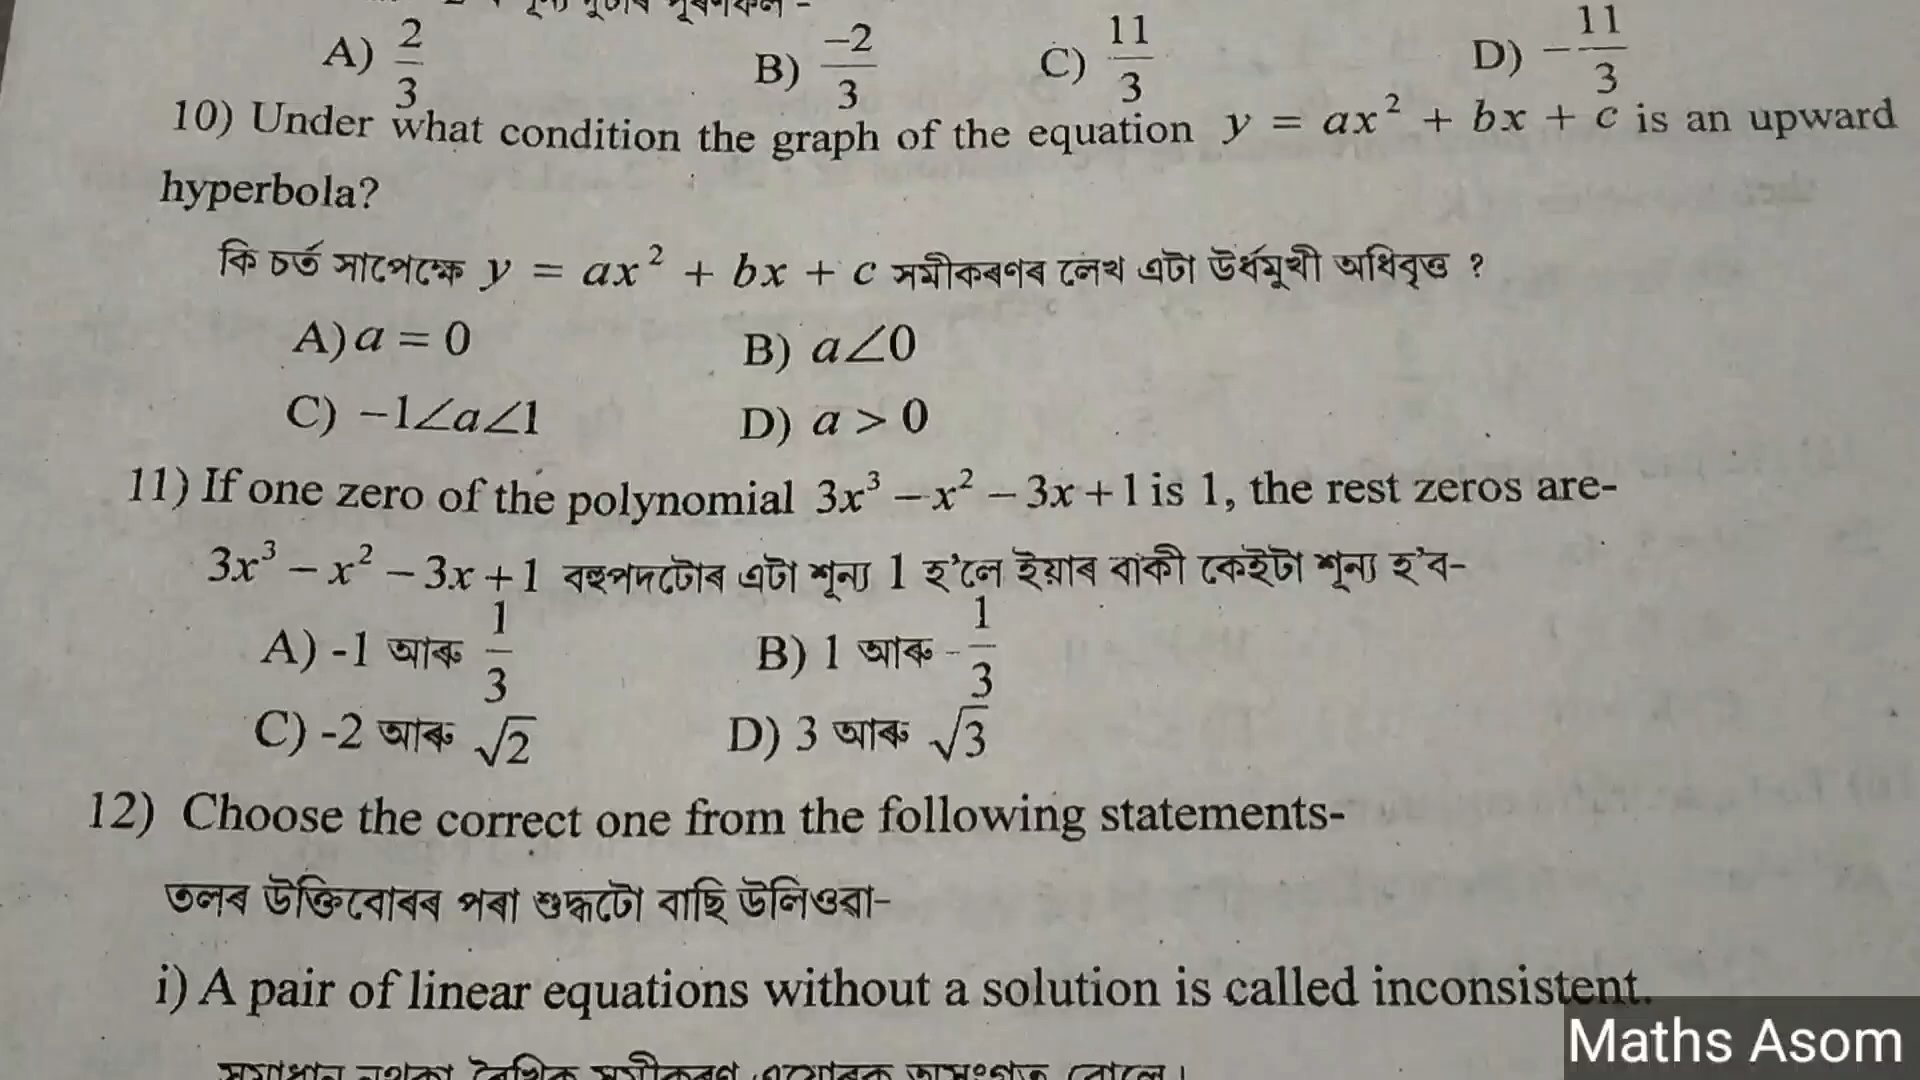 A) 2/3 B) -2/3 C) 11/3 D) -11/3
10) Under what condition the graph of the equation y = ax² + bx + c is an upward
hyperbola?
কি চৰ্ত সাপেক্ষে y = ax² + bx + c সমীকৰণৰ লেখ এটা উৰ্ধমূখী অধিবৃত্ত ?
A) a = 0 B) a∠0
C) −1∠a∠1 D) a > 0
11) If one zero of the polynomial 3x³ − x² − 3x + 1 is 1, the rest zeros are-
3x³ − x² − 3x + 1 বহুপদটোৰ এটা শূন্য 1 হ’লে ইয়াৰ বাকী কেইটা শূন্য হ’ব-
A) -1 আৰু 1/3 B) 1 আৰু -1/3
C) -2 আৰু √2 D) 3 আৰু √3
12) Choose the correct one from the following statements-
তলৰ উক্তিবোৰৰ পৰা শুদ্ধটো বাছি উলিওৱা-
i) A pair of linear equations without a solution is called inconsistent.
সমাধান নথকা বৈখিক সমীকৰণ
Maths Asom